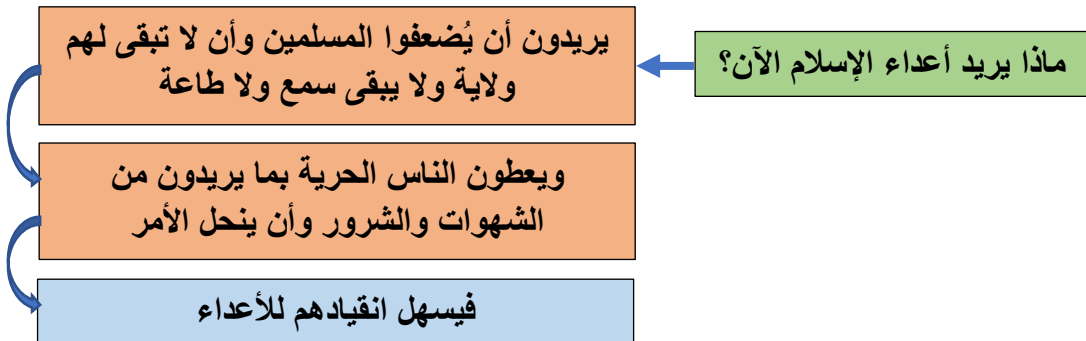 ماذا يريد أعداء الإسلام الآن؟
يريدون أن يُضعفوا المسلمين وأن لا تبقى لهم
ولاية ولا يبقى سمع ولا طاعة
ويعطون الناس الحرية بما يريدون من
الشهوات والشرور وأن ينحل الأمر
فيسهل انقيادهم للأعداء